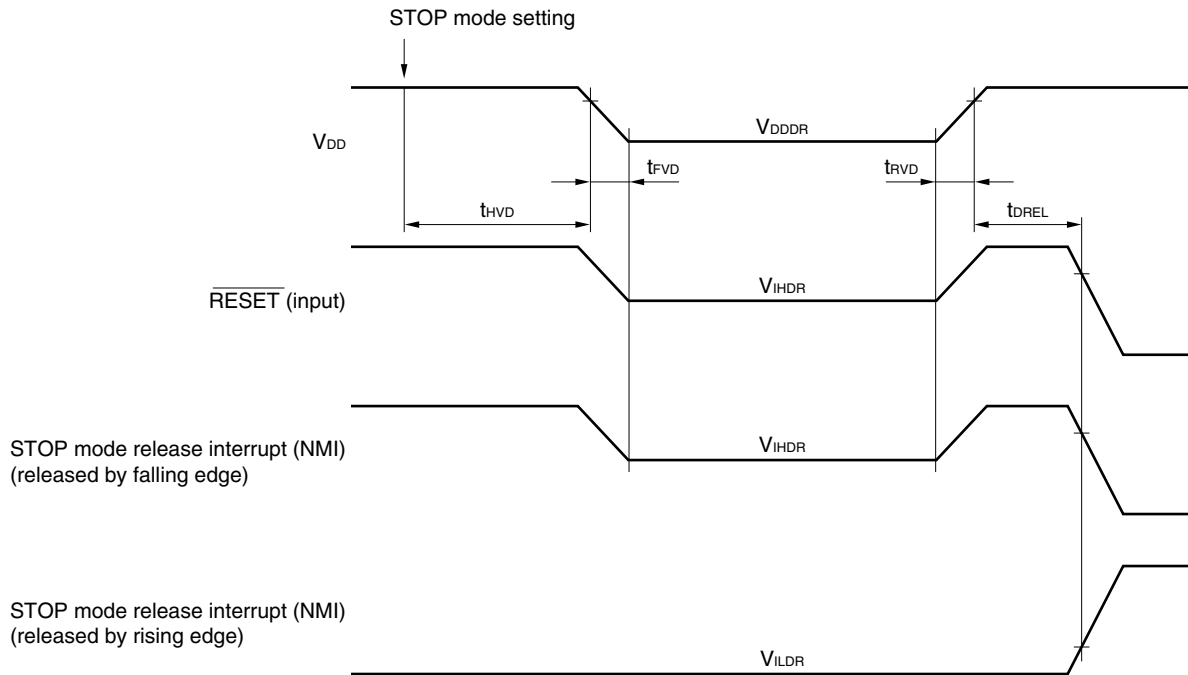 STOP mode setting
VDD
VDDDR
tFVD
tRVD
tHVD
tDREL
RESET (input)
VIHDR
STOP mode release interrupt (NMI)
(released by falling edge)
VIHDR
STOP mode release interrupt (NMI)
(released by rising edge)
VILDR